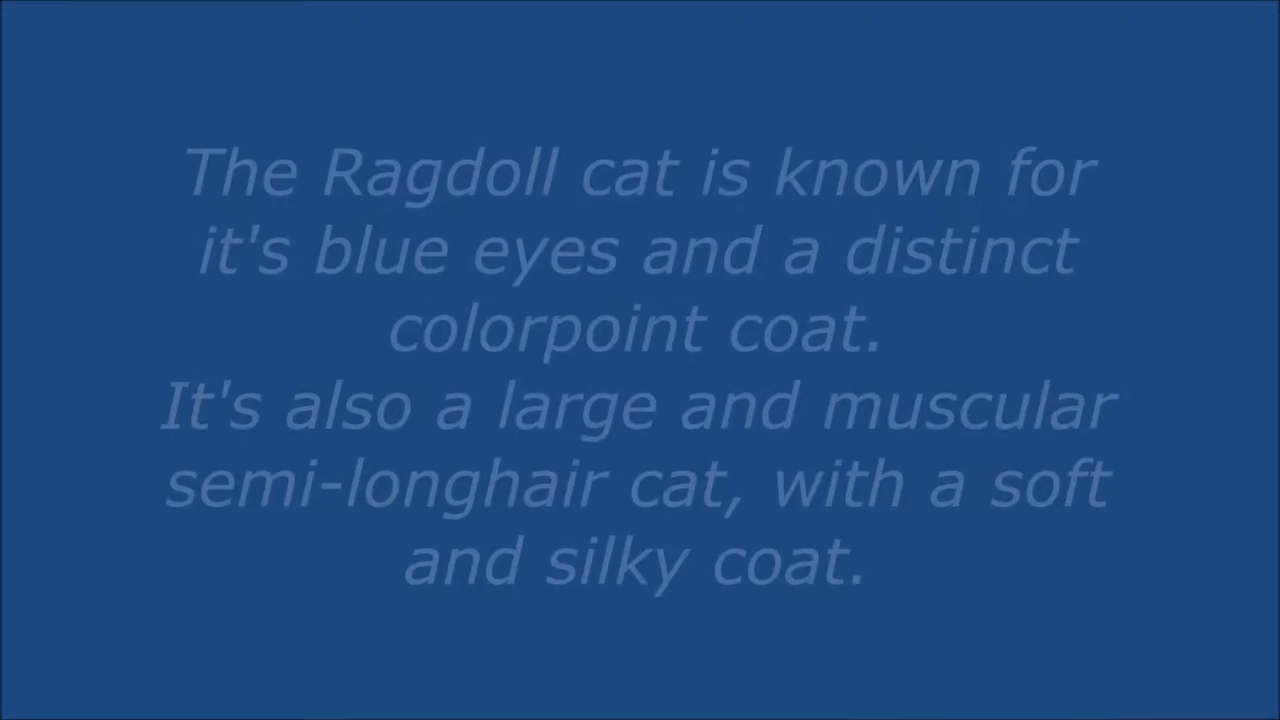 The Ragdoll cat is known for
it's blue eyes and a distinct
colorpoint coat.
It's also a large and muscular
semi-longhair cat, with a soft
and silky coat.